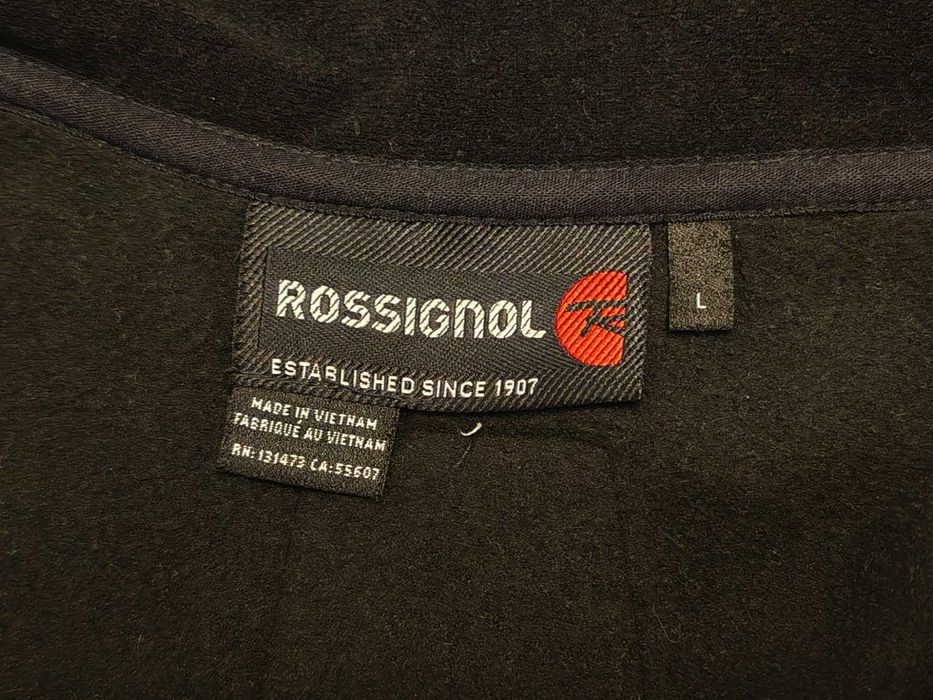 ROSSIGNOL
L
ESTABLISHED SINCE 1907
MADE IN VIETNAM
FABRIQUÉ AU VIETNAM
RN: 131473 CA: 55607